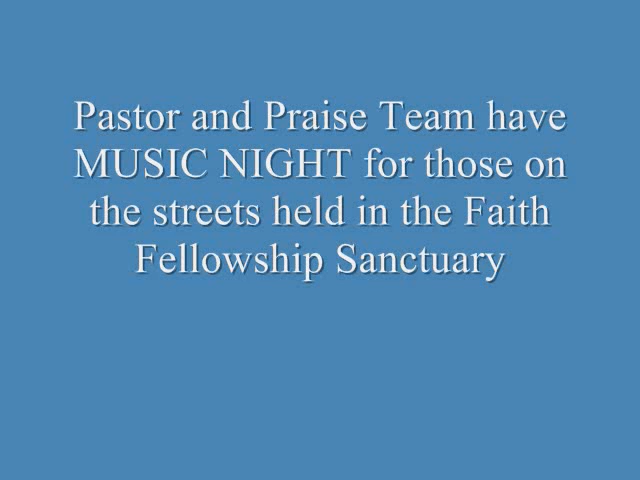 Pastor and Praise Team have
MUSIC NIGHT for those on
the streets held in the Faith
Fellowship Sanctuary